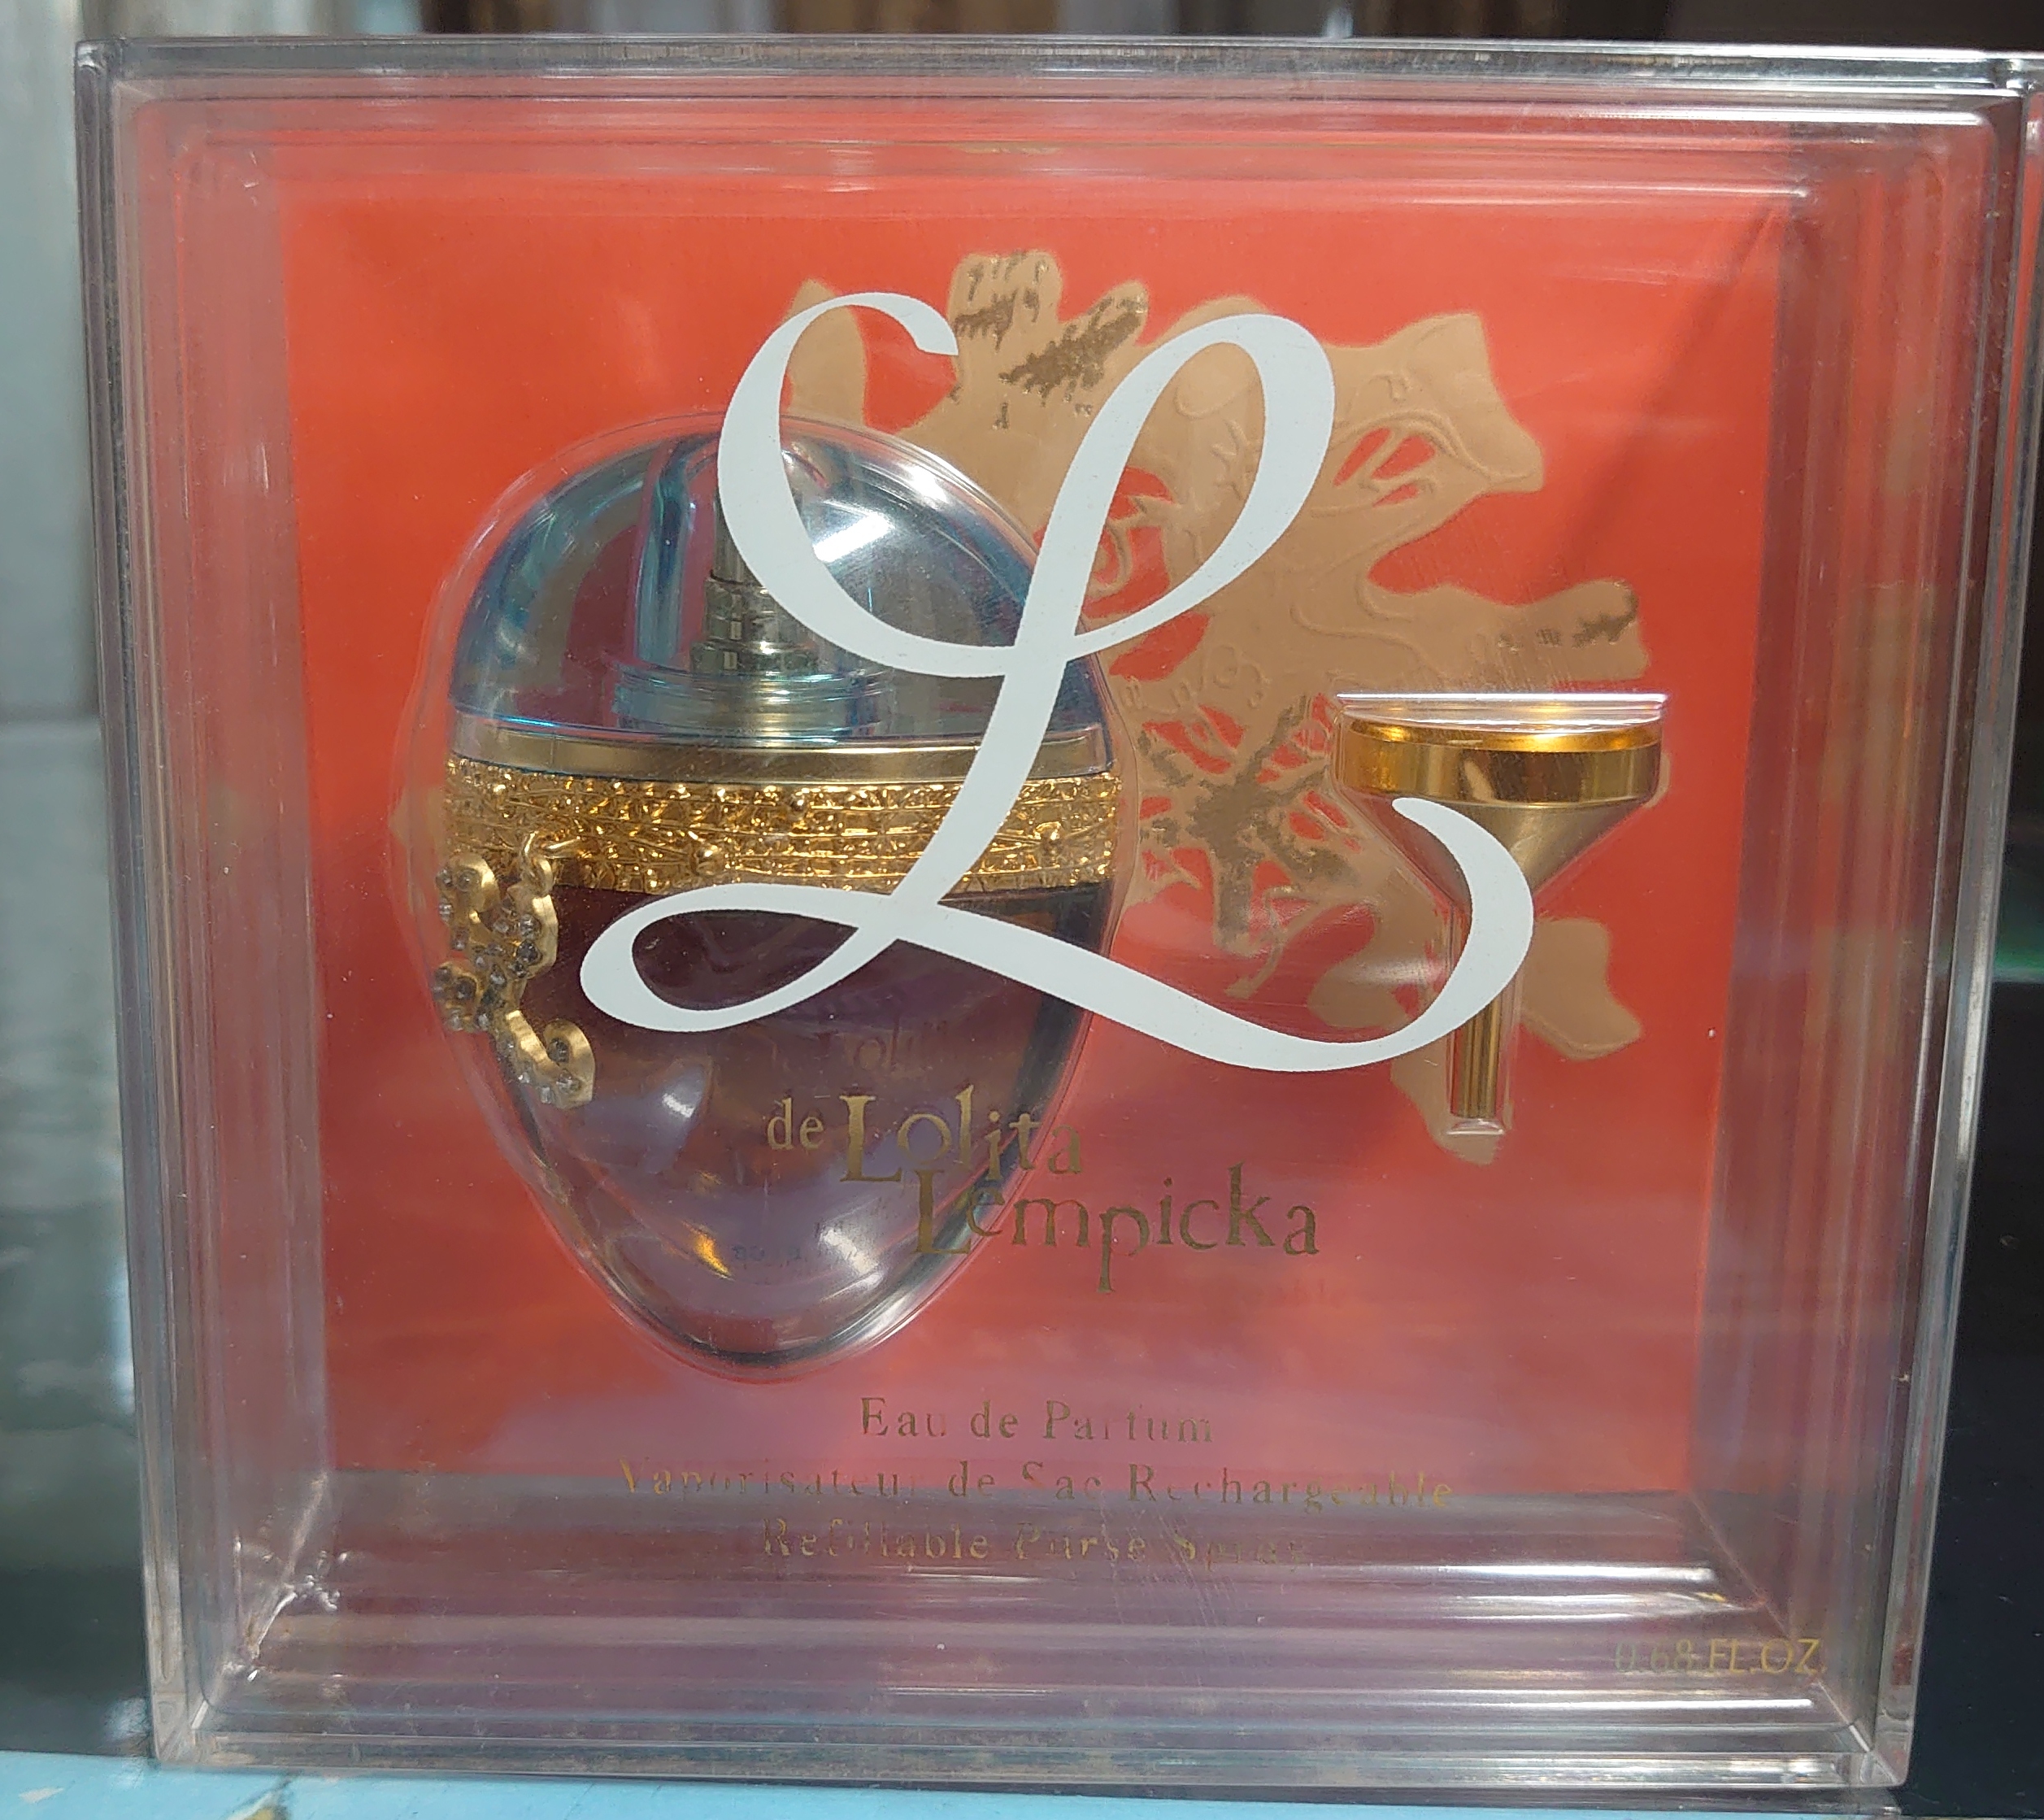 L
de Lolita
Lempicka
Eau de Parfum
Vaporisateur de Sac Rechargeable
Refillable Purse Spray
0.68 FL.OZ.